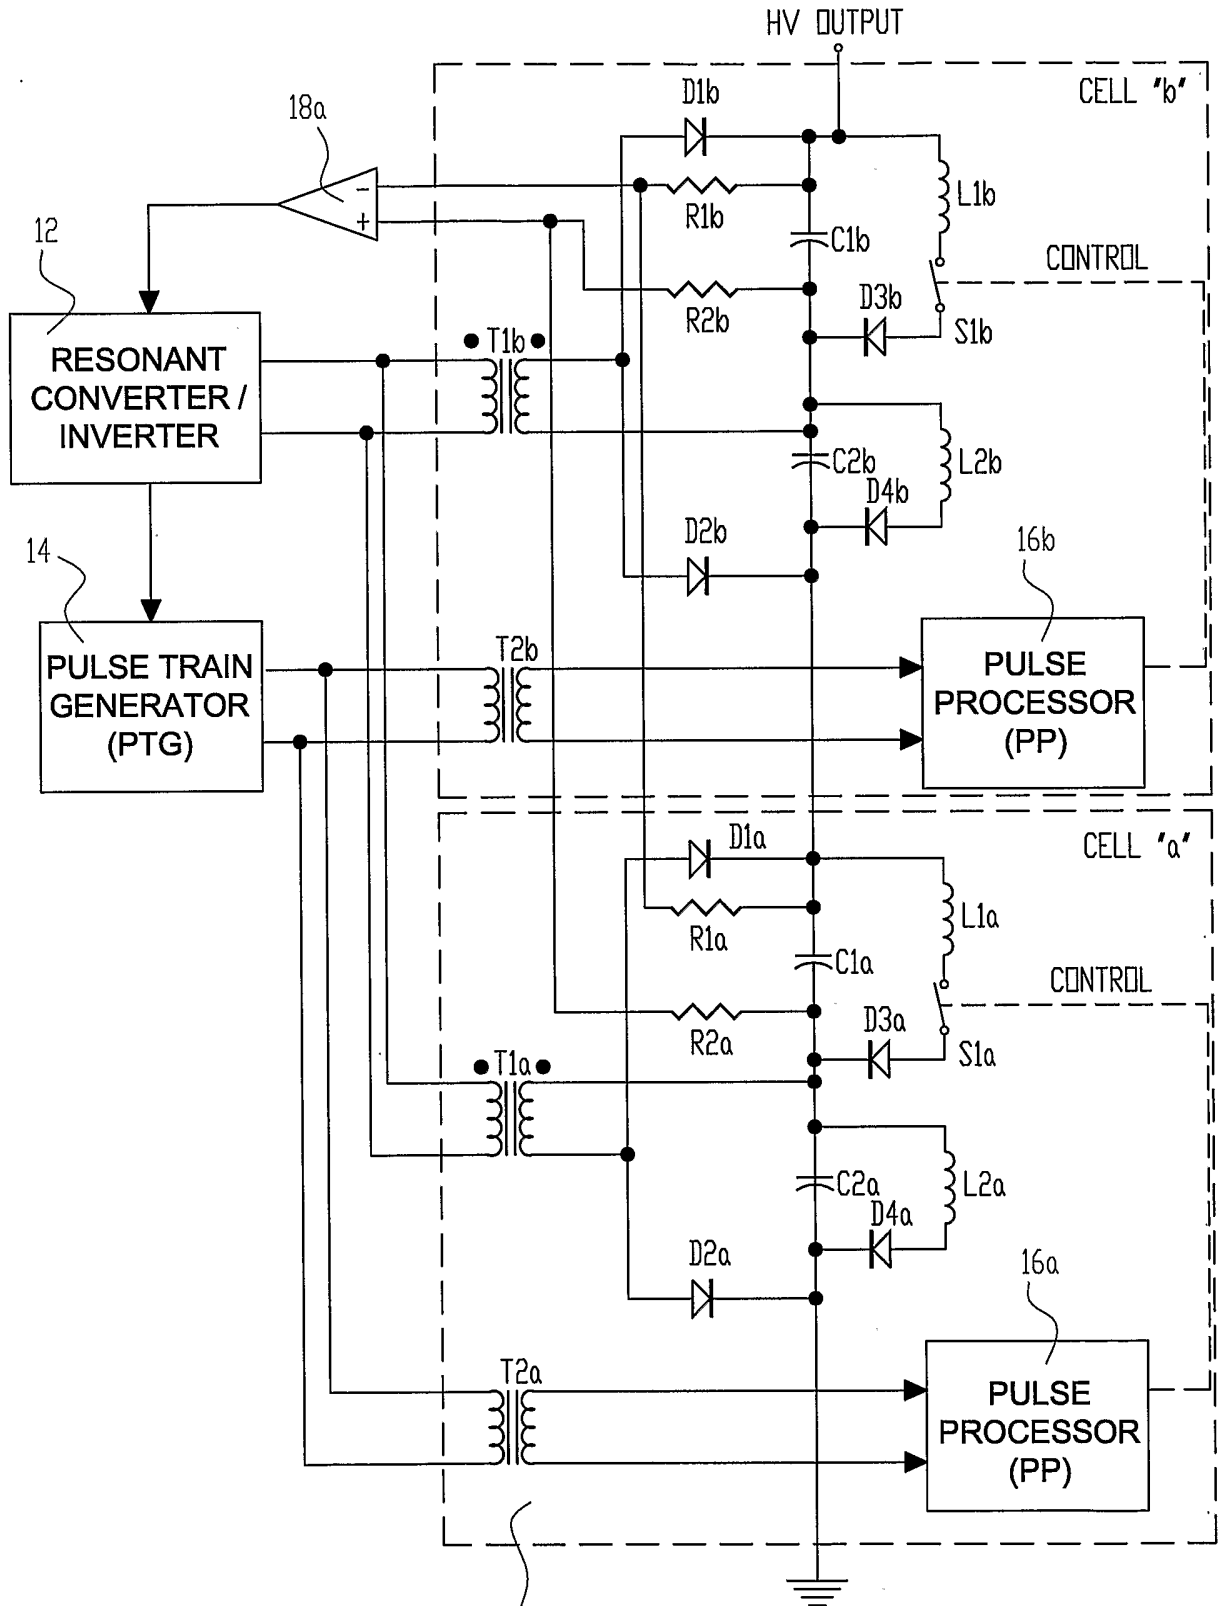 HV OUTPUT
CELL "b"
D1b
18a
-
+
R1b
L1b
C1b
12
CONTROL
D3b
S1b
R2b
T1b
RESONANT
CONVERTER /
INVERTER
C2b
L2b
D4b
D2b
14
16b
PULSE TRAIN
GENERATOR
(PTG)
T2b
PULSE
PROCESSOR
(PP)
D1a
CELL "a"
R1a
L1a
C1a
CONTROL
D3a
S1a
R2a
T1a
C2a
L2a
D4a
D2a
16a
T2a
PULSE
PROCESSOR
(PP)